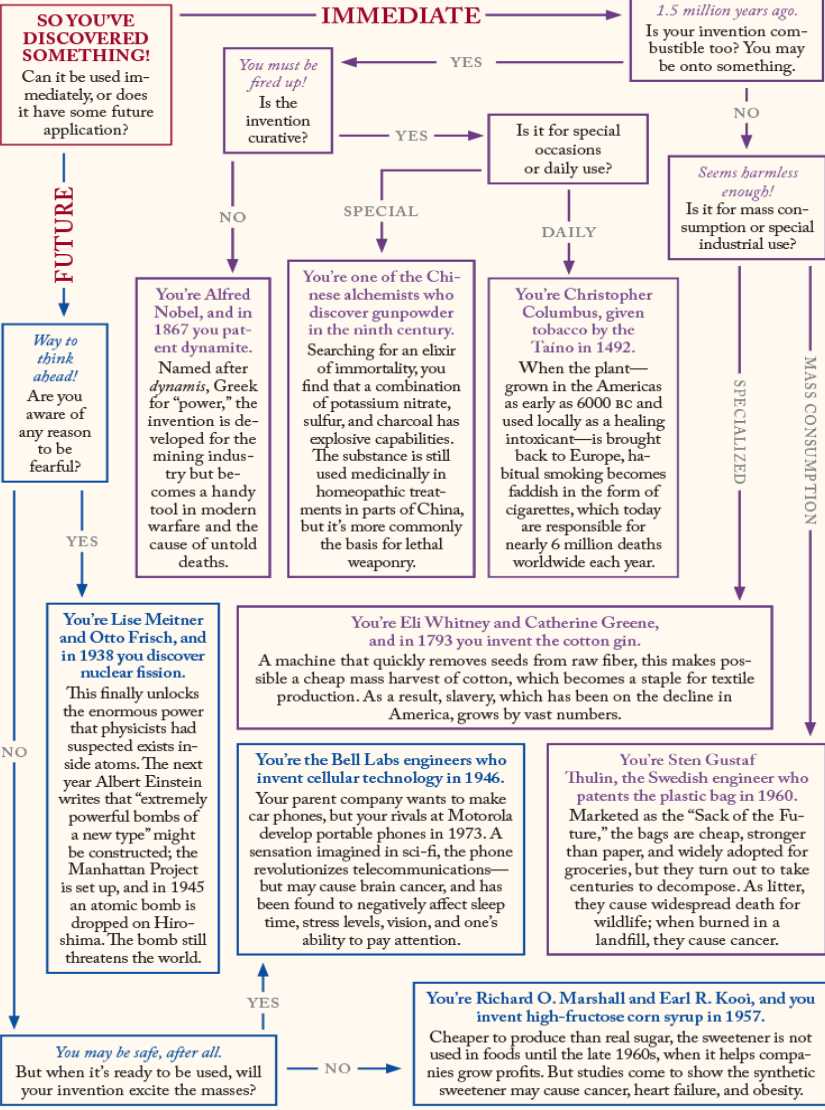 SO YOU'VE
DISCOVERED
SOMETHING!
Can it be used im-
mediately, or does
it have some future
application?
IMMEDIATE
1.5 million years ago.
Is your invention com-
bustible too? You may
be onto something.
YES
You must be
fired up!
Is the
invention
curative?
YES
Is it for special
occasions
or daily use?
NO
Seems harmless
enough!
Is it for mass con-
sumption or special
industrial use?
NO
SPECIAL
DAILY
FUTURE
You're Alfred
Nobel, and in
1867 you pat-
ent dynamite.
Named after
dynamis, Greek
for "power," the
invention is de-
veloped for the
mining indus-
try but be-
comes a handy
tool in modern
warfare and the
cause of untold
deaths.
You're one of the Chi-
nese alchemists who
discover gunpowder
in the ninth century.
Searching for an elixir
of immortality, you
find that a combination
of potassium nitrate,
sulfur, and charcoal has
explosive capabilities.
The substance is still
used medicinally in
homeopathic treat-
ments in parts of China,
but it's more commonly
the basis for lethal
weaponry.
You're Christopher
Columbus, given
tobacco by the
Taíno in 1492.
When the plant—
grown in the Americas
as early as 6000 BC and
used locally as a healing
intoxicant—is brought
back to Europe, ha-
bitual smoking becomes
faddish in the form of
cigarettes, which today
are responsible for
nearly 6 million deaths
worldwide each year.
SPECIALIZED
MASS CONSUMPTION
Way to
think
ahead!
Are you
aware of
any reason
to be
fearful?
YES
NO
You're Lise Meitner
and Otto Frisch, and
in 1938 you discover
nuclear fission.
This finally unlocks
the enormous power
that physicists had
suspected exists in-
side atoms. The next
year Albert Einstein
writes that "extremely
powerful bombs of
a new type" might
be constructed; the
Manhattan Project
is set up, and in 1945
an atomic bomb is
dropped on Hiro-
shima. The bomb still
threatens the world.
You're Eli Whitney and Catherine Greene,
and in 1793 you invent the cotton gin.
A machine that quickly removes seeds from raw fiber, this makes pos-
sible a cheap mass harvest of cotton, which becomes a staple for textile
production. As a result, slavery, which has been on the decline in
America, grows by vast numbers.
You're the Bell Labs engineers who
invent cellular technology in 1946.
Your parent company wants to make
car phones, but your rivals at Motorola
develop portable phones in 1973. A
sensation imagined in sci-fi, the phone
revolutionizes telecommunications—
but may cause brain cancer, and has
been found to negatively affect sleep
time, stress levels, vision, and one's
ability to pay attention.
You're Sten Gustaf
Thulin, the Swedish engineer who
patents the plastic bag in 1960.
Marketed as the "Sack of the Fu-
ture," the bags are cheap, stronger
than paper, and widely adopted for
groceries, but they turn out to take
centuries to decompose. As litter,
they cause widespread death for
wildlife; when burned in a
landfill, they cause cancer.
YES
You may be safe, after all.
But when it's ready to be used, will
your invention excite the masses?
NO
You're Richard O. Marshall and Earl R. Kooi, and you
invent high-fructose corn syrup in 1957.
Cheaper to produce than real sugar, the sweetener is not
used in foods until the late 1960s, when it helps compa-
nies grow profits. But studies come to show the synthetic
sweetener may cause cancer, heart failure, and obesity.